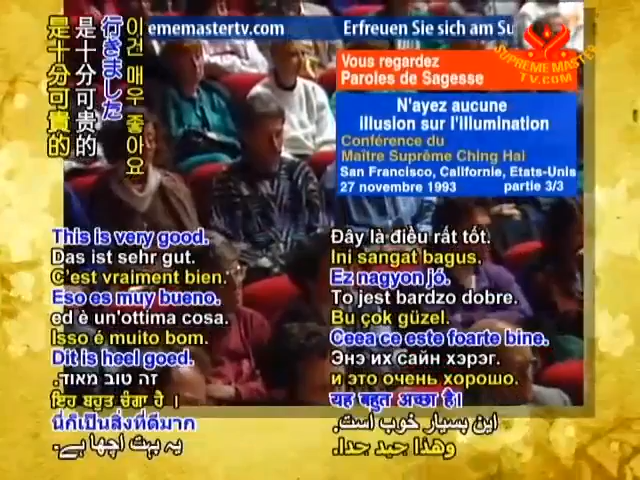 ememastertv.com
Erfreuen Sie sich am Su
SUPREME MASTER
TV.COM
Vous regardez
Paroles de Sagesse
N'ayez aucune
illusion sur l'illumination
Conférence du
Maître Suprême Ching Hai
San Francisco, Californie, Etats-Unis
27 novembre 1993
partie 3/3
이건 매우 좋아요
行きました
是十分可贵的
是十分可貴的
This is very good.
Das ist sehr gut.
C'est vraiment bien.
Eso es muy bueno.
ed è un'ottima cosa.
Isso é muito bom.
Dit is heel goed.
זה טוב מאוד.
ਇਹ ਬਹੁਤ ਚੰਗਾ ਹੈ ।
นี่ก็เป็นสิ่งที่ดีมาก
یہ بہت اچھا ہے۔
Đây là điều rất tốt.
Ini sangat bagus.
Ez nagyon jó.
To jest bardzo dobre.
Bu çok güzel.
Ceea ce este foarte bine.
Энэ их сайн хэрэг.
и это очень хорошо.
यह बहुत अच्छा है।
این بسیار خوب است.
وهذا جيد جدا.